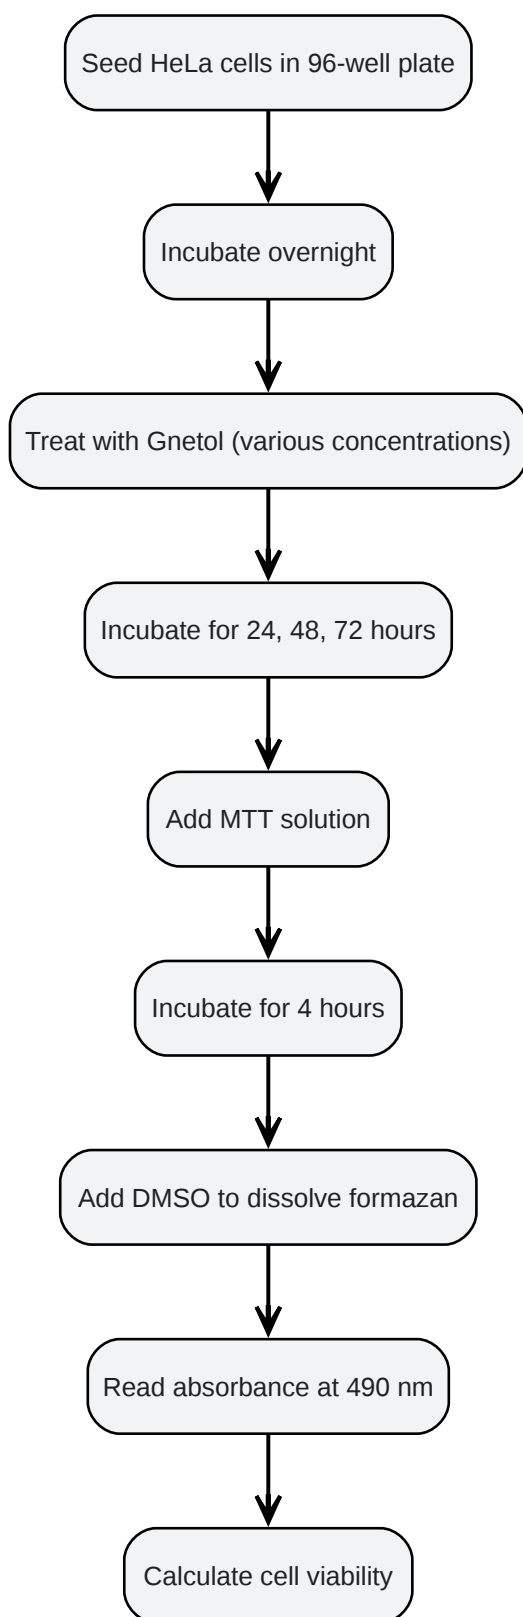 Seed HeLa cells in 96-well plate
Incubate overnight
Treat with Gnetol (various concentrations)
Incubate for 24, 48, 72 hours
Add MTT solution
Incubate for 4 hours
Add DMSO to dissolve formazan
Read absorbance at 490 nm
Calculate cell viability